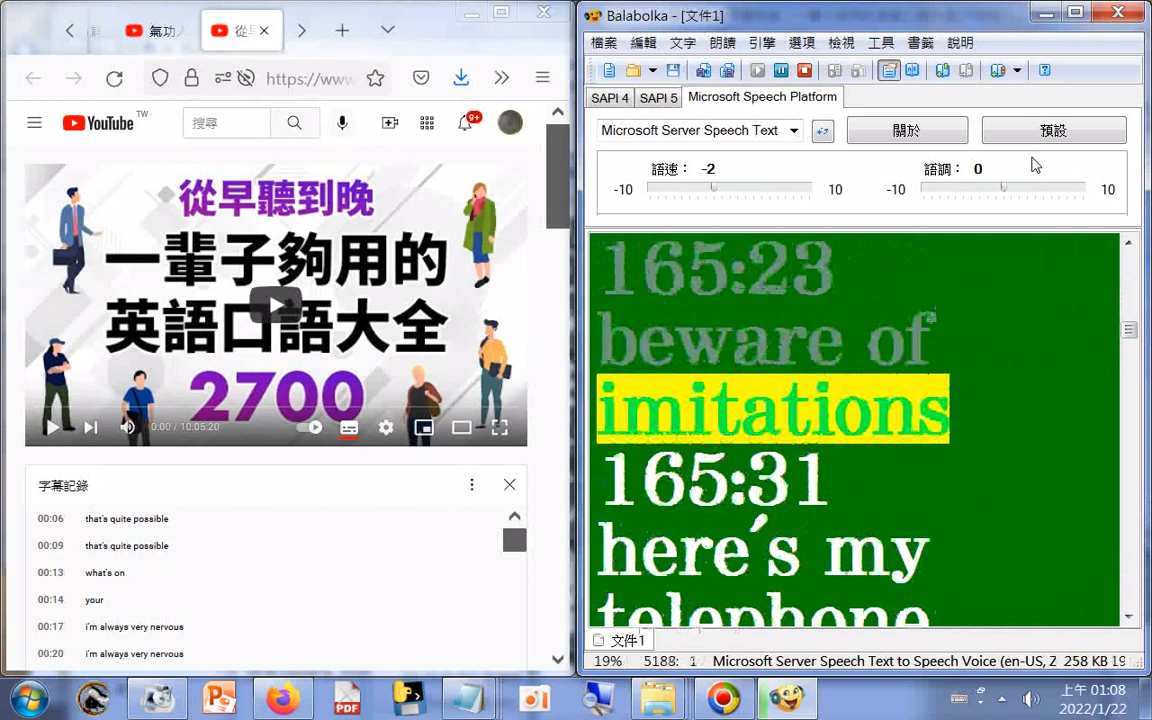 氣功
從
https://www
YouTube TW
搜尋
9+
從早聽到晚
一輩子夠用的
英語口語大全
2700
0:00 / 10:05:20
字幕記錄
00:06 that's quite possible
00:09 that's quite possible
00:13 what's on
00:14 your
00:17 i'm always very nervous
00:20 i'm always very nervous
Balabolka - [文件1]
檔案 編輯 文字 朗讀 引擎 選項 檢視 工具 書籤 說明
SAPI 4 SAPI 5 Microsoft Speech Platform
Microsoft Server Speech Text 關於 預設
語速： -2 語調： 0
-10 10 -10 10
165:23
beware of
imitations
165:31
here's my
telephone
文件1
19% 5188: 1 Microsoft Server Speech Text to Speech Voice (en-US, Z 258 KB 19
PDF
上午 01:08
2022/1/22